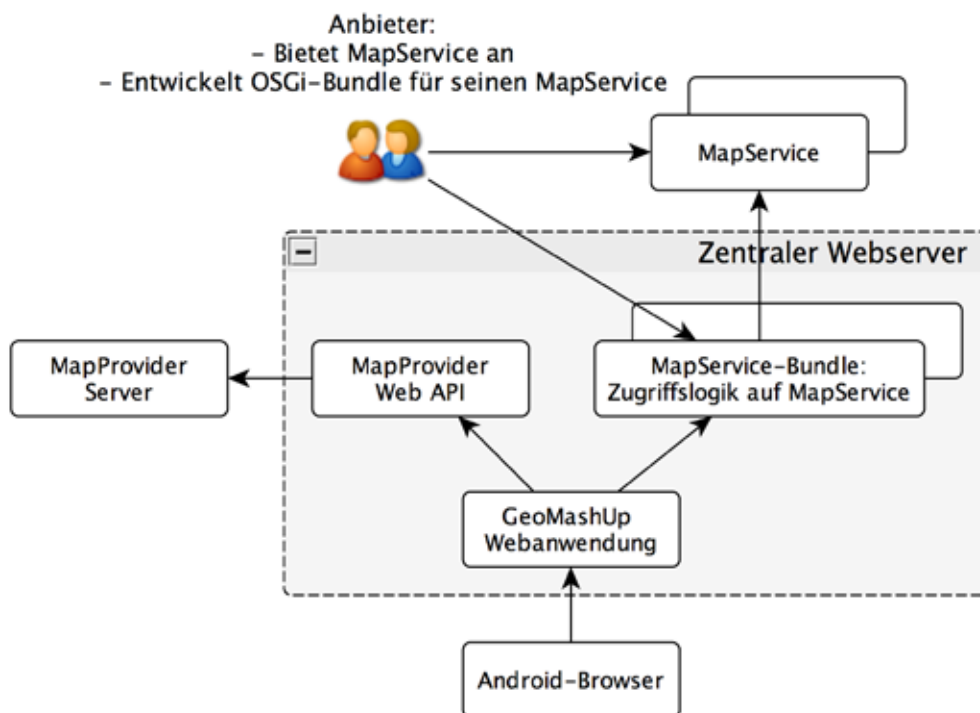 Anbieter:
- Bietet MapService an
- Entwickelt OSGi-Bundle für seinen MapService
MapService
Zentraler Webserver
MapProvider
Server
MapProvider
Web API
MapService-Bundle:
Zugriffslogik auf MapService
GeoMashUp
Webanwendung
Android-Browser